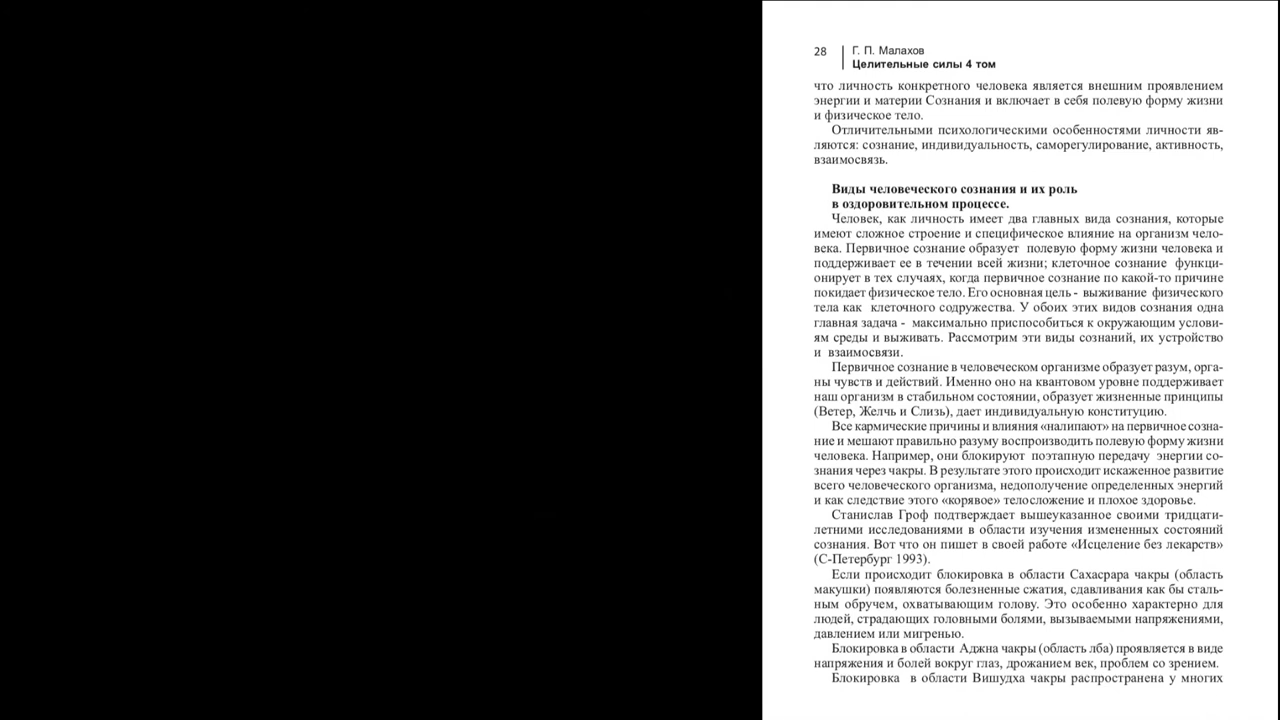 28
Г. П. Малахов
Целительные силы 4 том
что личность конкретного человека является внешним проявлением
энергии и материи Сознания и включает в себя полевую форму жизни
и физическое тело.
Отличительными психологическими особенностями личности яв-
ляются: сознание, индивидуальность, саморегулирование, активность,
взаимосвязь.
Виды человеческого сознания и их роль
в оздоровительном процессе.
Человек, как личность имеет два главных вида сознания, которые
имеют сложное строение и специфическое влияние на организм чело-
века. Первичное сознание образует полевую форму жизни человека и
поддерживает ее в течении всей жизни; клеточное сознание функци-
онирует в тех случаях, когда первичное сознание по какой-то причине
покидает физическое тело. Его основная цель - выживание физического
тела как клеточного содружества. У обоих этих видов сознания одна
главная задача - максимально приспособиться к окружающим услови-
ям среды и выживать. Рассмотрим эти виды сознаний, их устройство
и взаимосвязи.
Первичное сознание в человеческом организме образует разум, орга-
ны чувств и действий. Именно оно на квантовом уровне поддерживает
наш организм в стабильном состоянии, образует жизненные принципы
(Ветер, Желчь и Слизь), дает индивидуальную конституцию.
Все кармические причины и влияния «налипают» на первичное созна-
ние и мешают правильно разуму воспроизводить полевую форму жизни
человека. Например, они блокируют поэтапную передачу энергии со-
знания через чакры. В результате этого происходит искаженное развитие
всего человеческого организма, недополучение определенных энергий
и как следствие этого «корявое» телосложение и плохое здоровье.
Станислав Гроф подтверждает вышеуказанное своими тридцати-
летними исследованиями в области изучения измененных состояний
сознания. Вот что он пишет в своей работе «Исцеление без лекарств»
(С-Петербург 1993).
Если происходит блокировка в области Сахасрара чакры (область
макушки) появляются болезненные сжатия, сдавливания как бы сталь-
ным обручем, охватывающим голову. Это особенно характерно для
людей, страдающих головными болями, вызываемыми напряжениями,
давлением или мигренью.
Блокировка в области Аджна чакры (область лба) проявляется в виде
напряжения и болей вокруг глаз, дрожанием век, проблем со зрением.
Блокировка в области Вишудха чакры распространена у многих